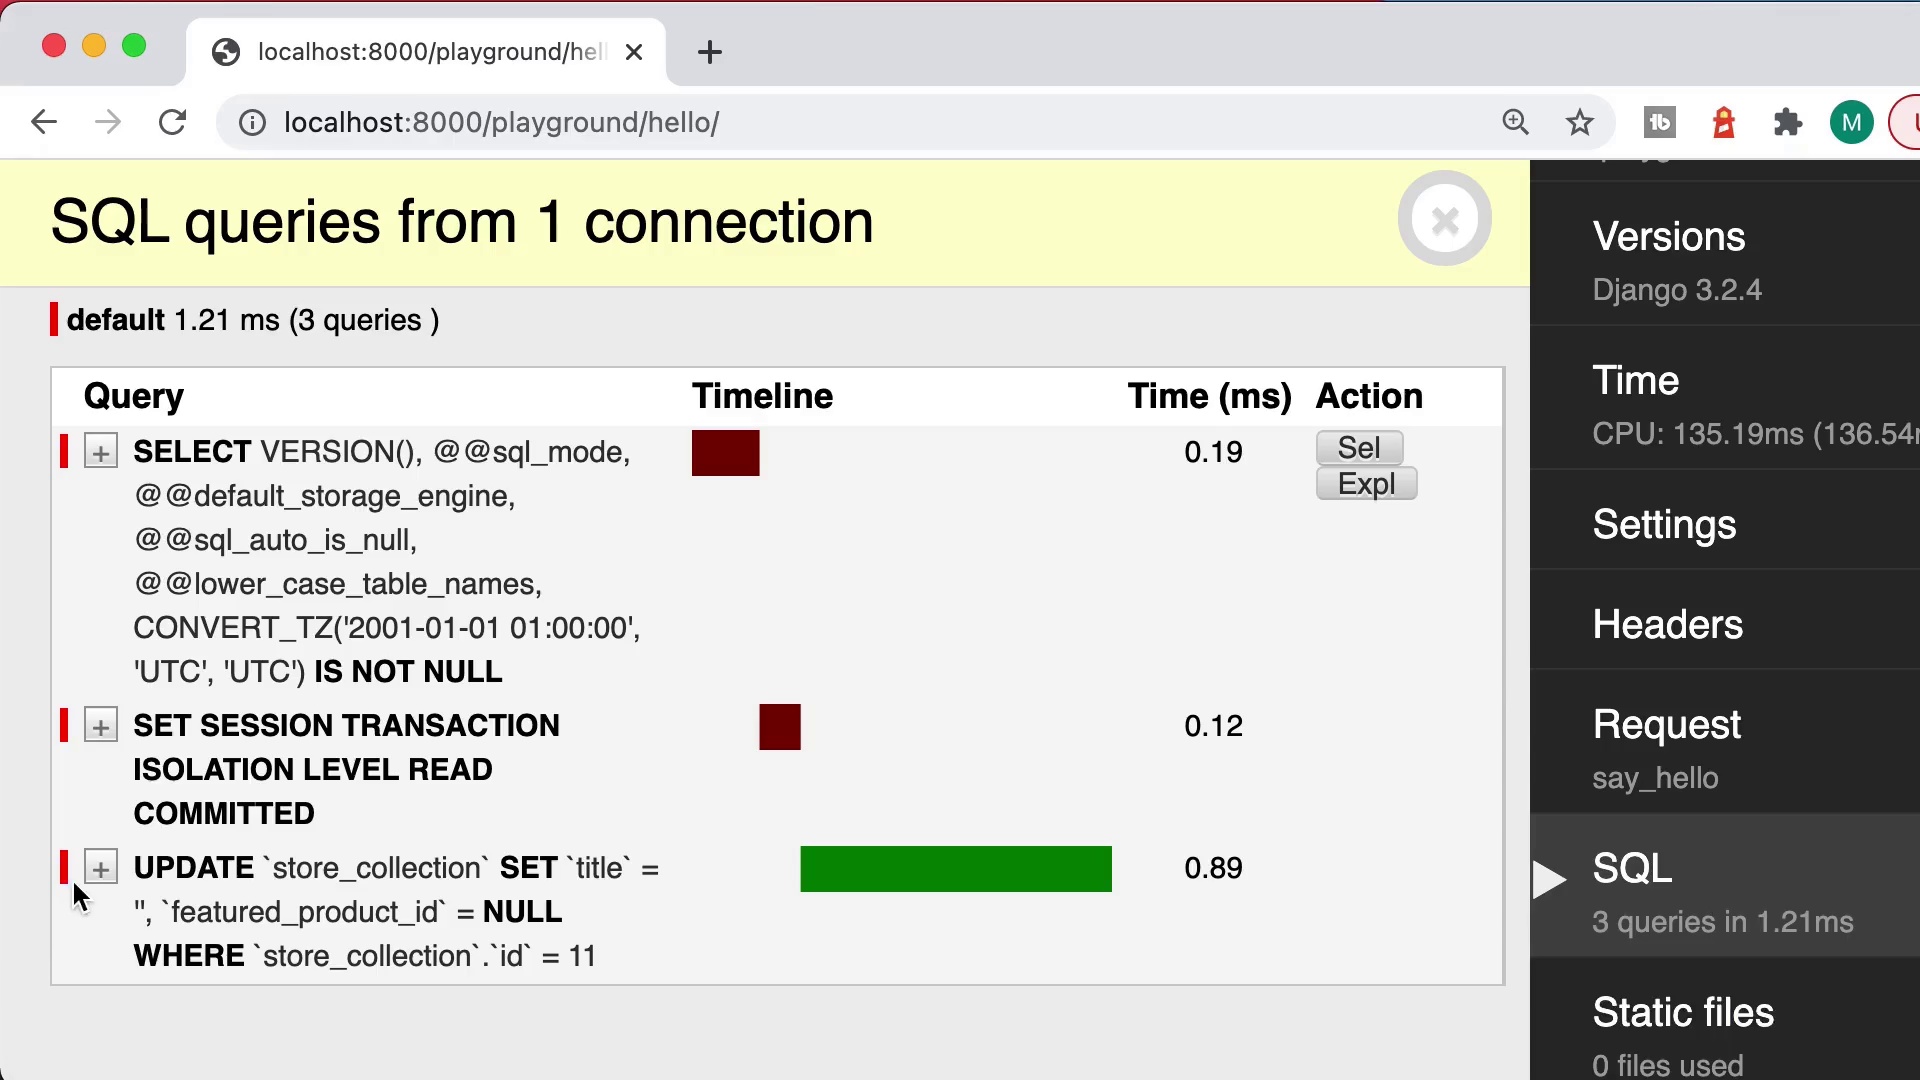 localhost:8000/playground/hel
localhost:8000/playground/hello/
M
SQL queries from 1 connection
default 1.21 ms (3 queries )
Query Timeline Time (ms) Action
SELECT VERSION(), @@sql_mode, 0.19 Sel
@@default_storage_engine, Expl
@@sql_auto_is_null,
@@lower_case_table_names,
CONVERT_TZ('2001-01-01 01:00:00',
'UTC', 'UTC') IS NOT NULL
SET SESSION TRANSACTION 0.12
ISOLATION LEVEL READ
COMMITTED
UPDATE `store_collection` SET `title` = 0.89
'', `featured_product_id` = NULL
WHERE `store_collection`.`id` = 11
Versions
Django 3.2.4
Time
CPU: 135.19ms (136.54
Settings
Headers
Request
say_hello
SQL
3 queries in 1.21ms
Static files
0 files used